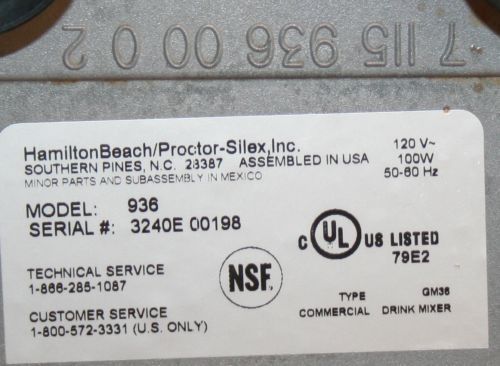 7 115 936 00 0 2
HamiltonBeach/Proctor-Silex,Inc.
SOUTHERN PINES, N.C. 28387 ASSEMBLED IN USA
MINOR PARTS AND SUBASSEMBLY IN MEXICO
120 V~
100W
50-60 Hz
MODEL: 936
SERIAL #: 3240E 00198
C UL US LISTED
79E2
TECHNICAL SERVICE
1-866-285-1087
NSF.
CUSTOMER SERVICE
1-800-572-3331 (U.S. ONLY)
TYPE GM36
COMMERCIAL DRINK MIXER